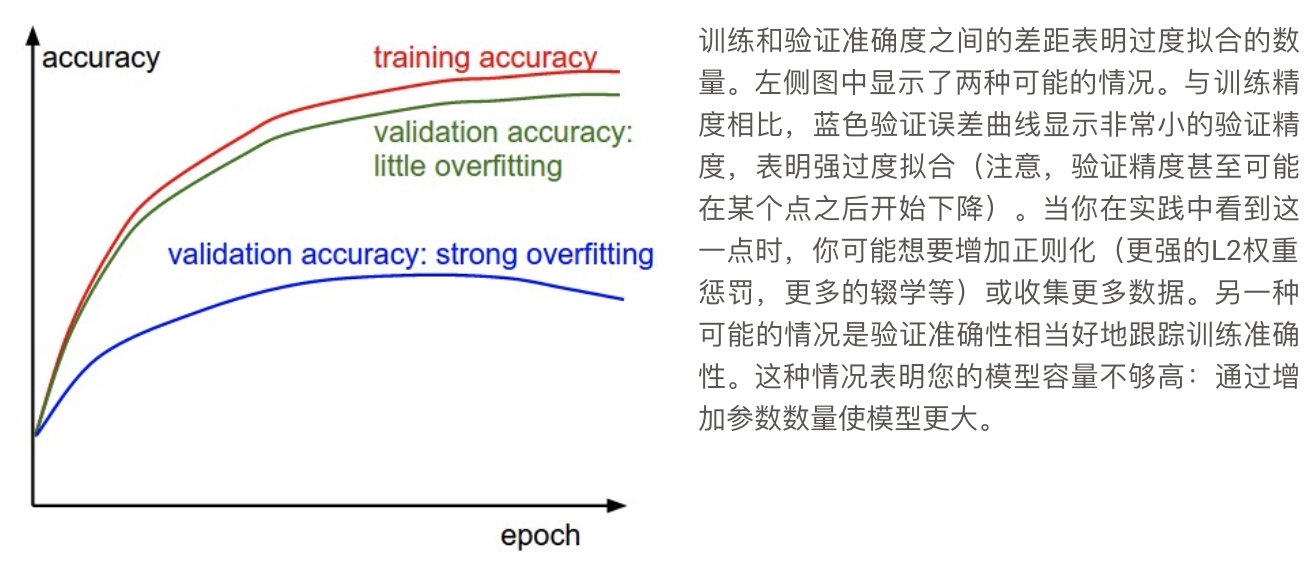 accuracy
training accuracy
validation accuracy:
little overfitting
validation accuracy: strong overfitting
epoch
训练和验证准确度之间的差距表明过度拟合的数
量。左侧图中显示了两种可能的情况。与训练精
度相比，蓝色验证误差曲线显示非常小的验证精
度，表明强过度拟合（注意，验证精度甚至可能
在某个点之后开始下降）。当你在实践中看到这
一点时，你可能想要增加正则化（更强的L2权重
惩罚，更多的辍学等）或收集更多数据。另一种
可能的情况是验证准确性相当好地跟踪训练准确
性。这种情况表明您的模型容量不够高：通过增
加参数数量使模型更大。